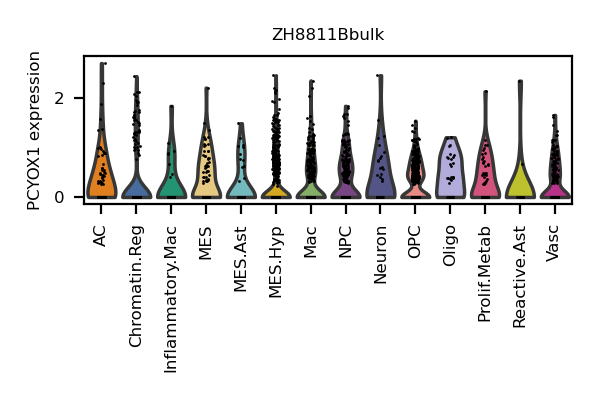 ZH8811Bbulk
PCYOX1 expression
2
0
AC
Chromatin.Reg
Inflammatory.Mac
MES
MES.Ast
MES.Hyp
Mac
NPC
Neuron
OPC
Oligo
Prolif.Metab
Reactive.Ast
Vasc